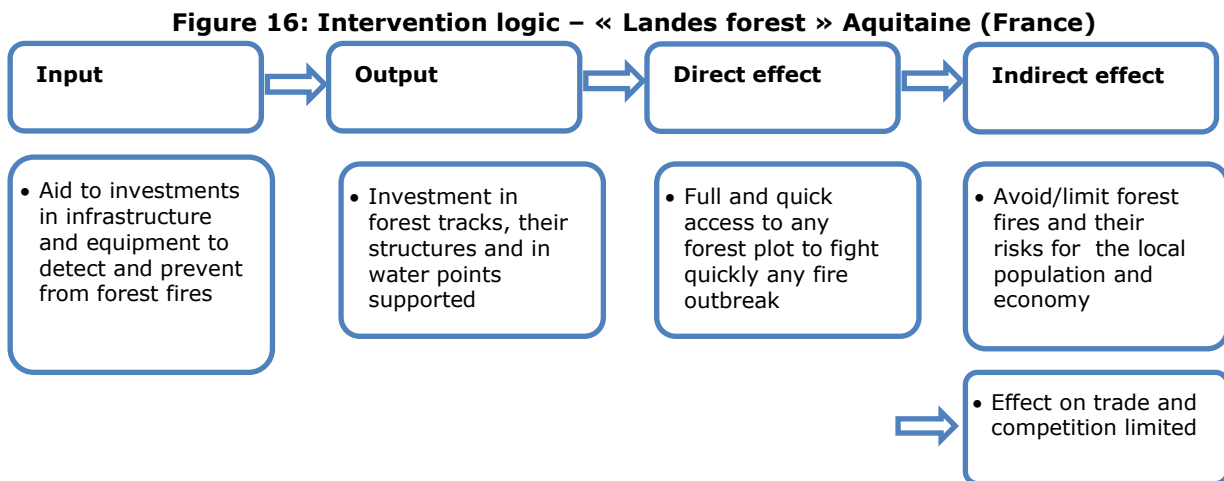 Figure 16: Intervention logic – « Landes forest » Aquitaine (France)
Input
Output
Direct effect
Indirect effect
• Aid to investments
in infrastructure
and equipment to
detect and prevent
from forest fires
• Investment in
forest tracks, their
structures and in
water points
supported
• Full and quick
access to any
forest plot to fight
quickly any fire
outbreak
• Avoid/limit forest
fires and their
risks for the local
population and
economy
• Effect on trade and
competition limited